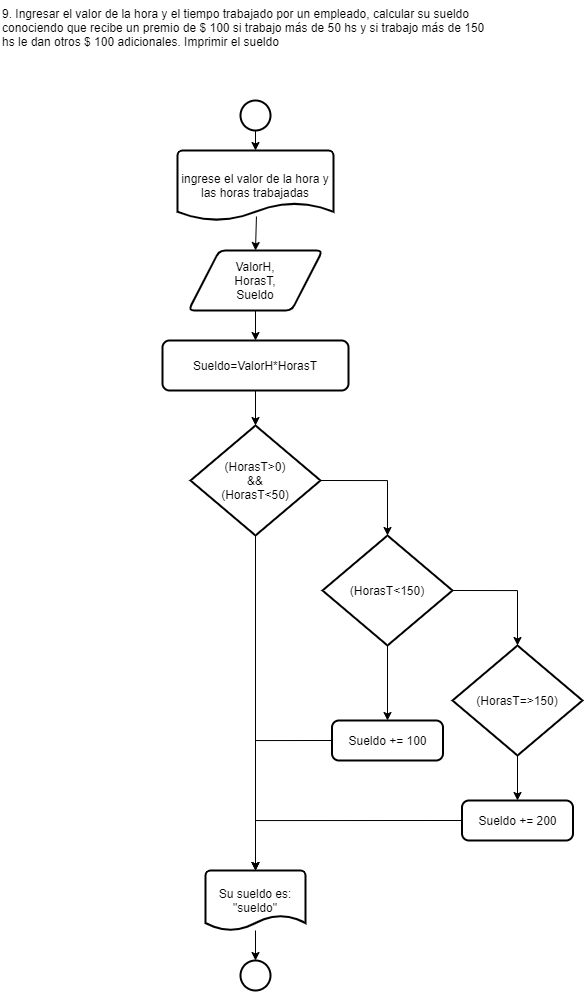 9. Ingresar el valor de la hora y el tiempo trabajado por un empleado, calcular su sueldo
conociendo que recibe un premio de $ 100 si trabajo más de 50 hs y si trabajo más de 150
hs le dan otros $ 100 adicionales. Imprimir el sueldo
ingrese el valor de la hora y
las horas trabajadas
ValorH,
HorasT,
Sueldo
Sueldo=ValorH*HorasT
(HorasT>0)
&&
(HorasT<50)
(HorasT<150)
(HorasT=>150)
Sueldo += 100
Sueldo += 200
Su sueldo es:
"sueldo"